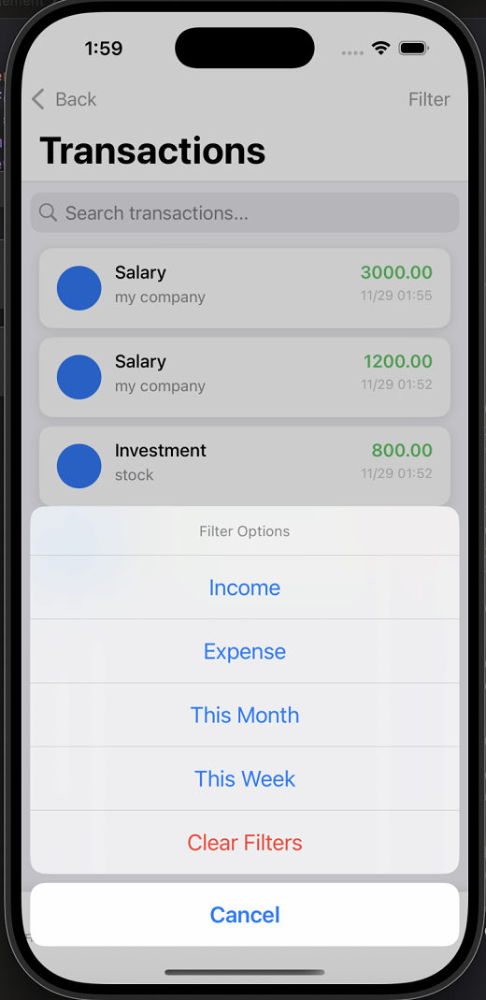 1:59
Back
Filter
Transactions
Search transactions...
Salary
3000.00
my company
11/29 01:55
Salary
1200.00
my company
11/29 01:52
Investment
800.00
stock
11/29 01:52
Filter Options
Income
Expense
This Month
This Week
Clear Filters
Cancel